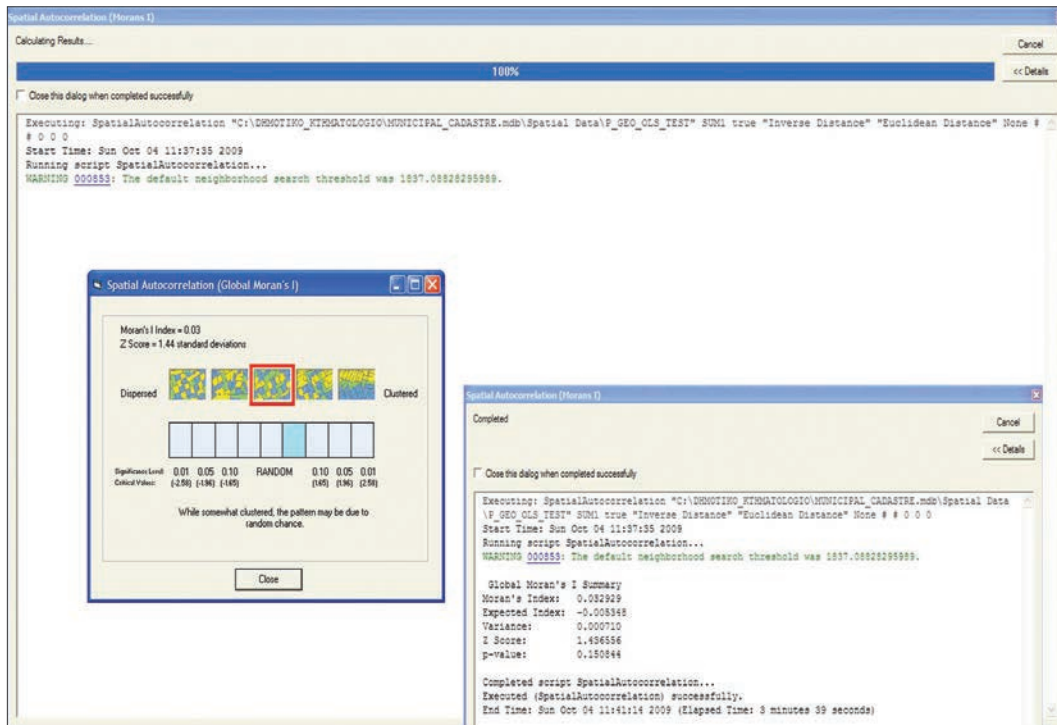 Spatial Autocorrelation (Morans I)
Calculating Results...
Cancel
100%
<< Details
Close this dialog when completed successfully
Executing: SpatialAutocorrelation "C:\DHMOTIKO_KTHMATOLOGIO\MUNICIPAL_CADASTRE.mdb\Spatial Data\P_GEO_OLS_TEST" SUM1 true "Inverse Distance" "Euclidean Distance" None #
# 0 0 0
Start Time: Sun Oct 04 11:37:35 2009
Running script SpatialAutocorrelation...
WARNING 000853: The default neighborhood search threshold was 1837.08828295989.
Spatial Autocorrelation (Global Moran's I)
Moran's I Index = 0.03
Z Score = 1.44 standard deviations
Dispersed
Clustered
Significance Level: 0.01 0.05 0.10 RANDOM 0.10 0.05 0.01
Critical Values: (-2.58) (-1.96) (-1.65) (1.65) (1.96) (2.58)
While somewhat clustered, the pattern may be due to
random chance.
Close
Spatial Autocorrelation (Morans I)
Completed
Cancel
<< Details
Close this dialog when completed successfully
Executing: SpatialAutocorrelation "C:\DHMOTIKO_KTHMATOLOGIO\MUNICIPAL_CADASTRE.mdb\Spatial Data
\P_GEO_OLS_TEST" SUM1 true "Inverse Distance" "Euclidean Distance" None # # 0 0 0
Start Time: Sun Oct 04 11:37:35 2009
Running script SpatialAutocorrelation...
WARNING 000853: The default neighborhood search threshold was 1837.08828295989.
Global Moran's I Summary
Moran's Index: 0.032929
Expected Index: -0.005348
Variance: 0.000710
Z Score: 1.436556
p-value: 0.150844
Completed script SpatialAutocorrelation...
Executed (SpatialAutocorrelation) successfully.
End Time: Sun Oct 04 11:41:14 2009 (Elapsed Time: 3 minutes 39 seconds)